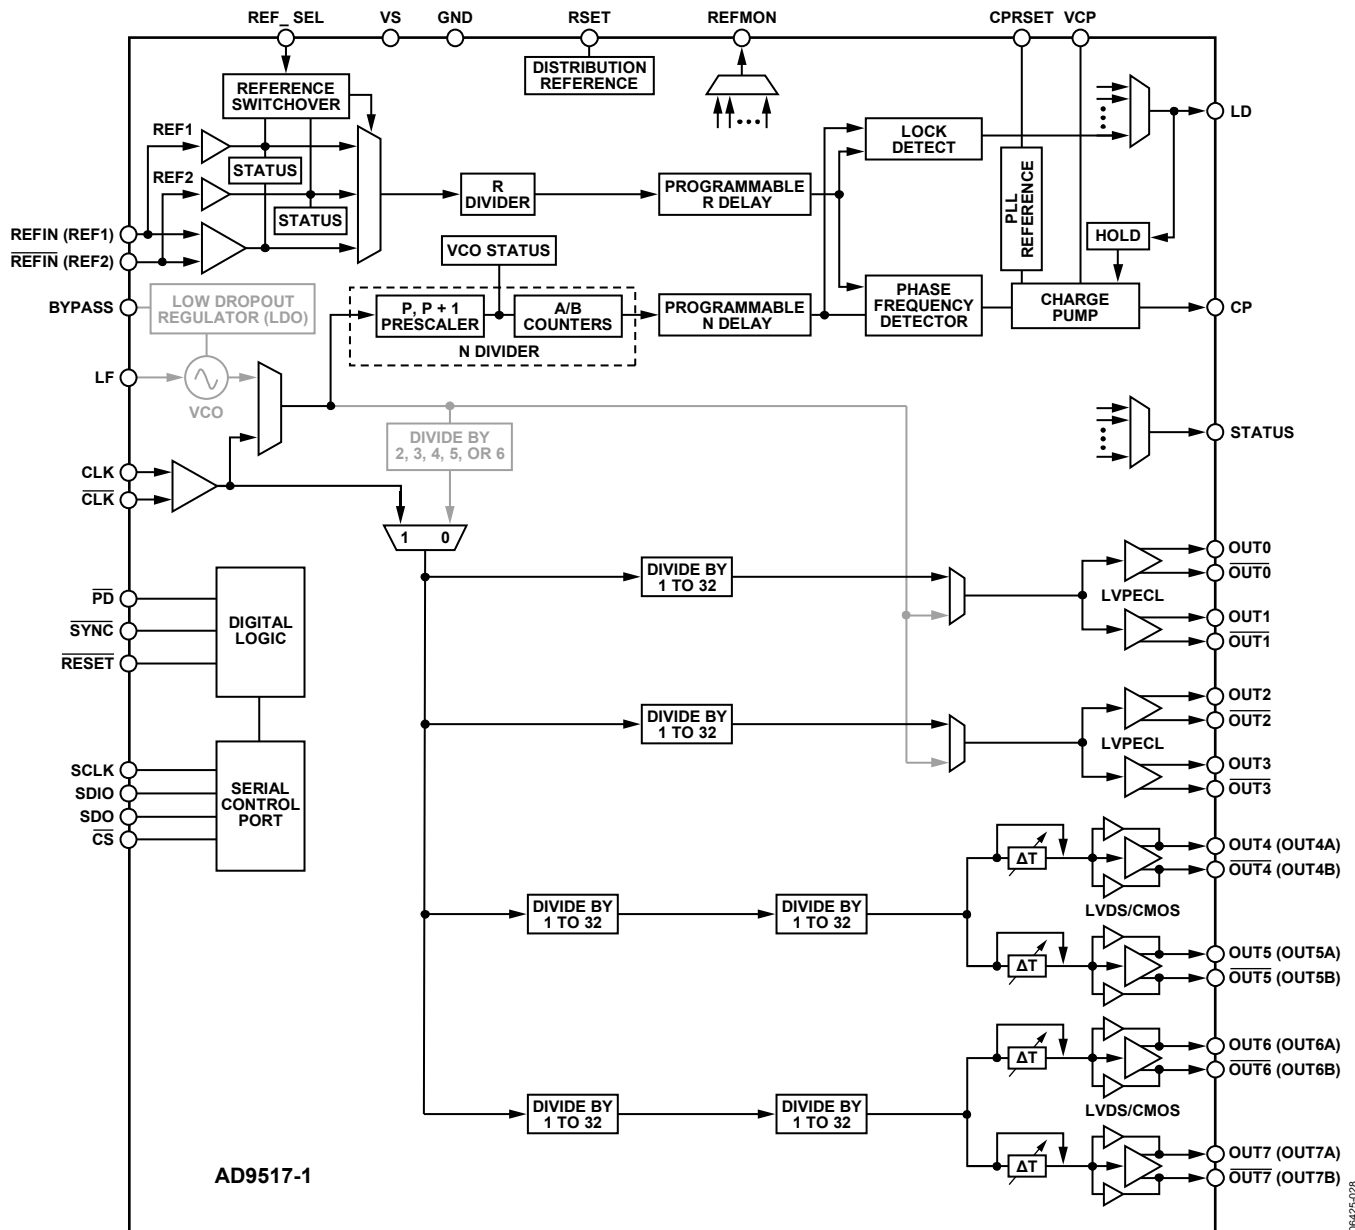 REF_ SEL VS GND RSET REFMON CPRSET VCP
DISTRIBUTION
REFERENCE
REFERENCE
SWITCHOVER
LD
REF1
LOCK
DETECT
STATUS
REF2
R
DIVIDER
PROGRAMMABLE
R DELAY
PLL
REFERENCE
STATUS
HOLD
REFIN (REF1)
REFIN (REF2)
VCO STATUS
BYPASS
LOW DROPOUT
REGULATOR (LDO)
P, P + 1
PRESCALER
A/B
COUNTERS
PROGRAMMABLE
N DELAY
PHASE
FREQUENCY
DETECTOR
CHARGE
PUMP
CP
N DIVIDER
LF
VCO
STATUS
DIVIDE BY
2, 3, 4, 5, OR 6
CLK
CLK
1 0
OUT0
OUT0
DIVIDE BY
1 TO 32
LVPECL
OUT1
OUT1
PD
SYNC
RESET
DIGITAL
LOGIC
OUT2
OUT2
DIVIDE BY
1 TO 32
LVPECL
OUT3
OUT3
SCLK
SDIO
SDO
CS
SERIAL
CONTROL
PORT
ΔT
OUT4 (OUT4A)
OUT4 (OUT4B)
DIVIDE BY
1 TO 32
DIVIDE BY
1 TO 32
LVDS/CMOS
ΔT
OUT5 (OUT5A)
OUT5 (OUT5B)
ΔT
OUT6 (OUT6A)
OUT6 (OUT6B)
DIVIDE BY
1 TO 32
DIVIDE BY
1 TO 32
LVDS/CMOS
ΔT
OUT7 (OUT7A)
OUT7 (OUT7B)
AD9517-1
06425-028